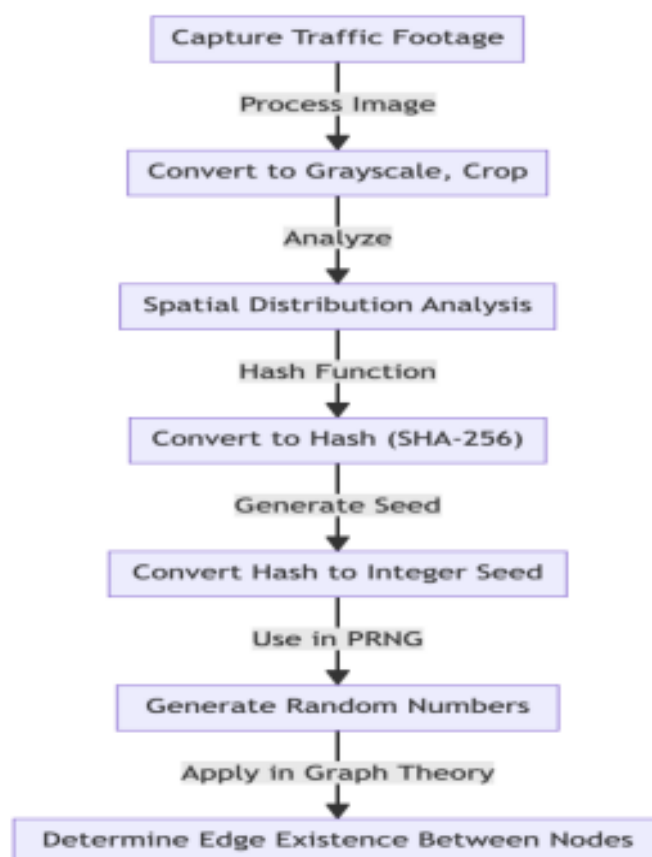 Capture Traffic Footage
Process Image
Convert to Grayscale, Crop
Analyze
Spatial Distribution Analysis
Hash Function
Convert to Hash (SHA-256)
Generate Seed
Convert Hash to Integer Seed
Use in PRNG
Generate Random Numbers
Apply in Graph Theory
Determine Edge Existence Between Nodes